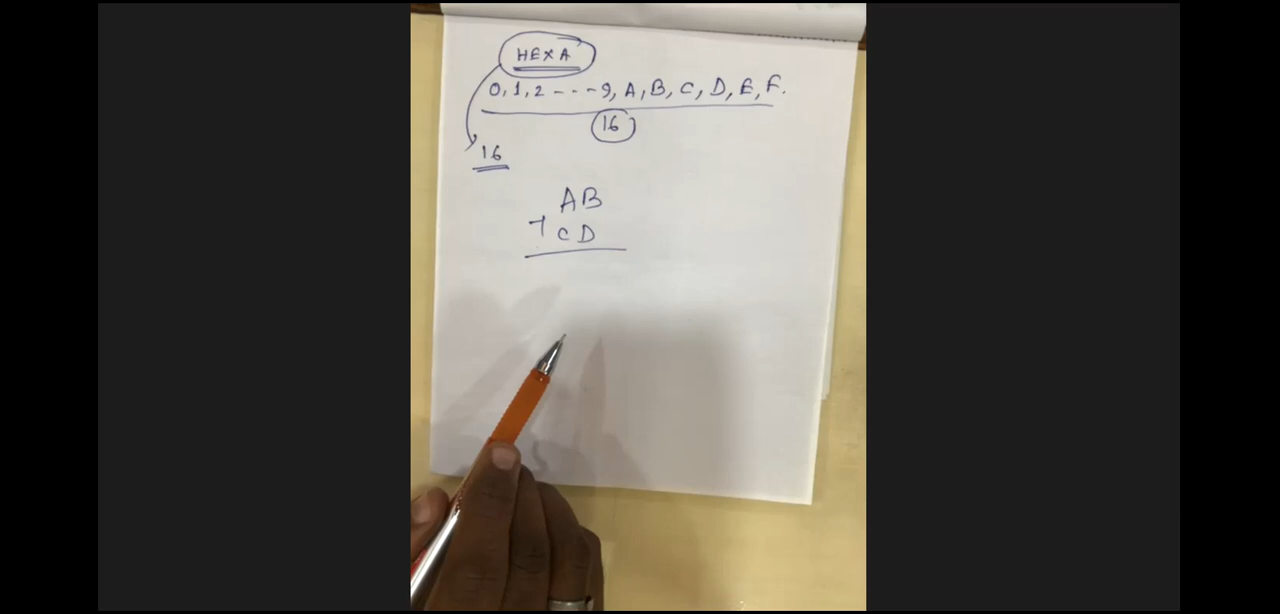 HEXA
0, 1, 2 - - - 9, A, B, C, D, E, F.
16
16
AB
+ CD